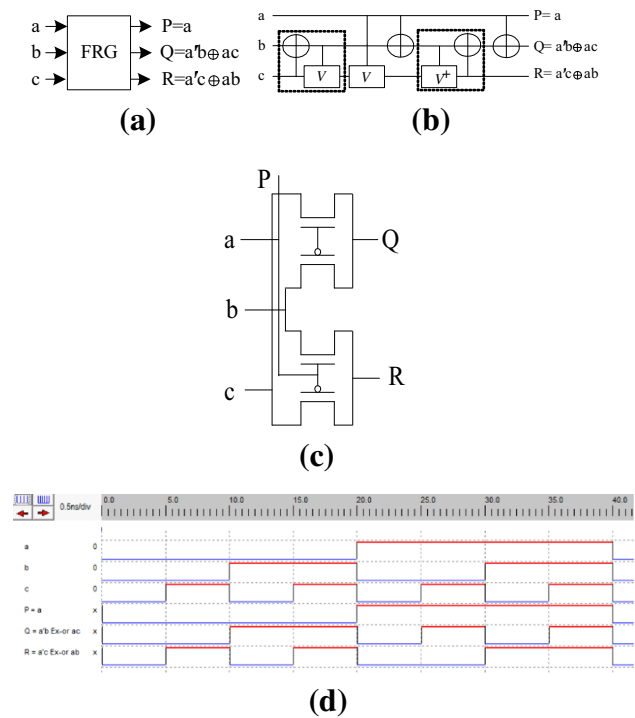 a P=a
b FRG Q=a'b⊕ac
c R=a'c⊕ab
(a)
a P= a
b Q= a'b⊕ac
c V V V+ R= a'c⊕ab
(b)
P
a Q
b
c R
(c)
0.5ns/div 0.0 5.0 10.0 15.0 20.0 25.0 30.0 35.0 40.0
a 0
b 0
c 0
P = a x
Q = a'b Ex-or ac x
R = a'c Ex-or ab x
(d)